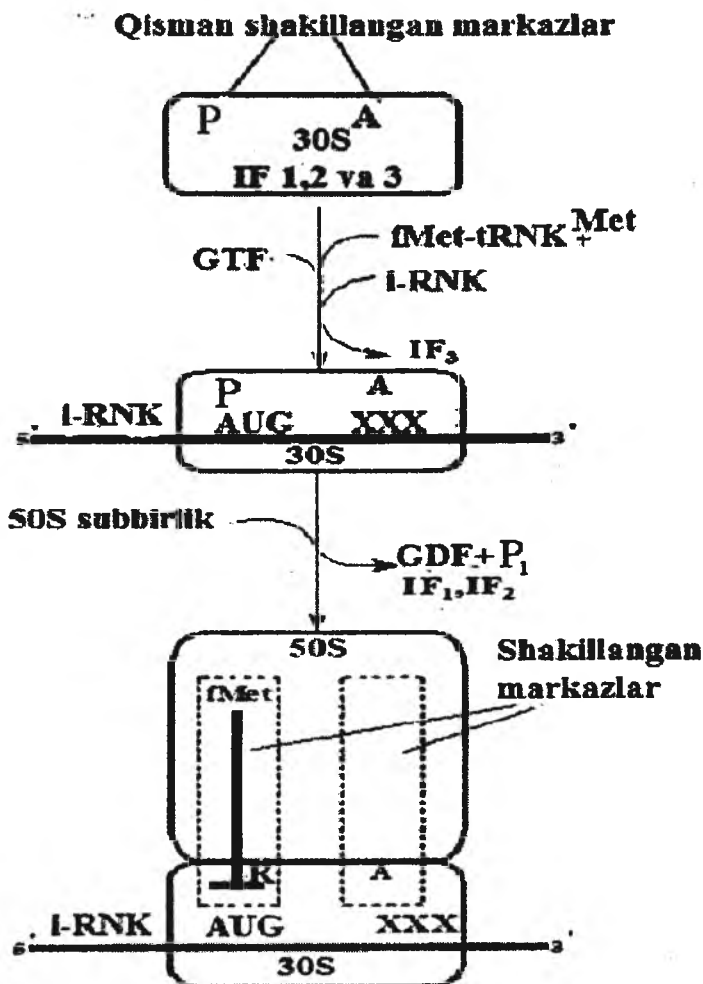 Qisman shakillangan markazlar
P A
30S
IF 1,2 va 3
GTF
fMet-tRNK + Met
i-RNK
IF₃
P A
i-RNK AUG XXX
5' 3'
30S
50S subbirlik
GDF+P₁
IF₁,IF₂
50S
Shakillangan
markazlar
fMet
R A
i-RNK AUG XXX
6' 3'
30S